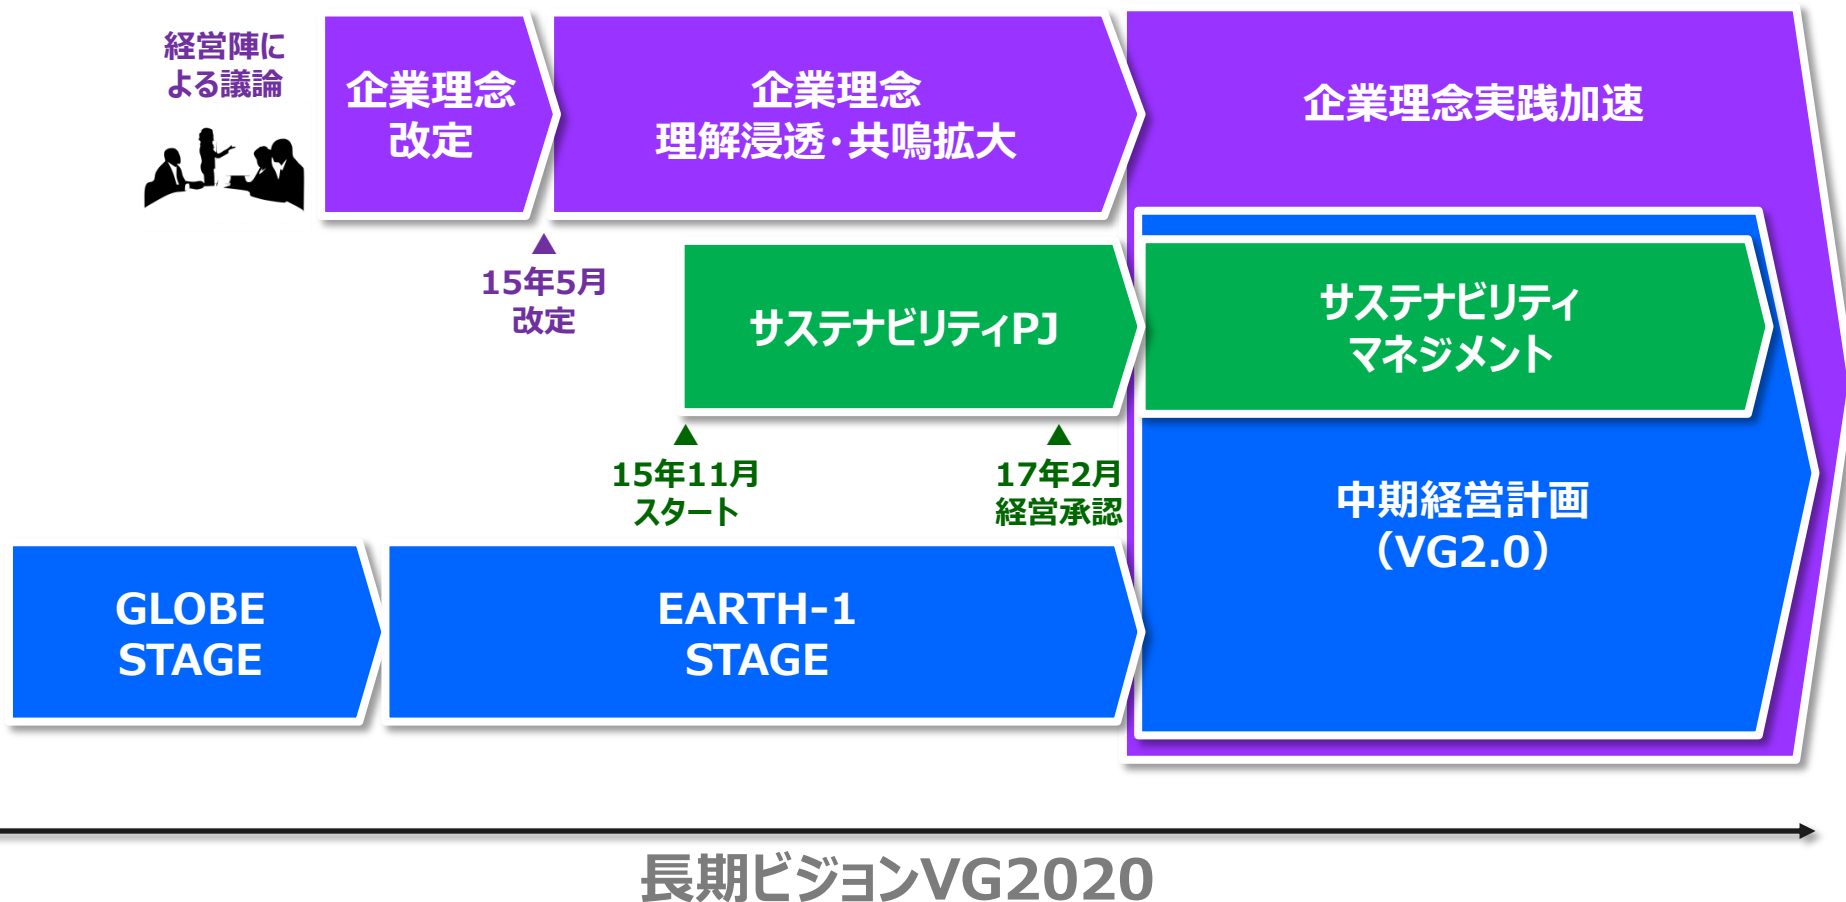 経営陣に
よる議論
企業理念
改定
企業理念
理解浸透・共鳴拡大
企業理念実践加速
15年5月
改定
サステナビリティPJ
サステナビリティ
マネジメント
15年11月
スタート
17年2月
経営承認
中期経営計画
（VG2.0）
GLOBE
STAGE
EARTH-1
STAGE
長期ビジョンVG2020